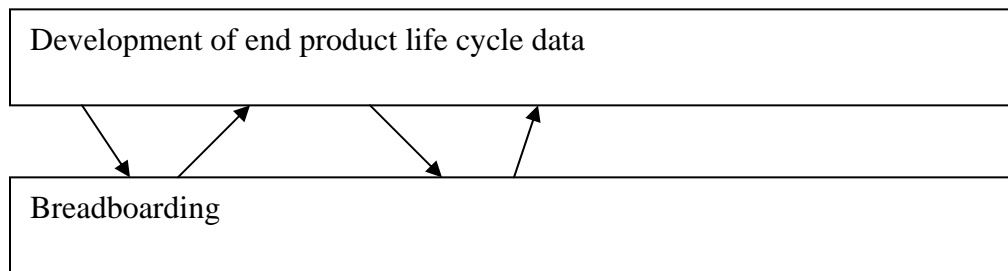 Development of end product life cycle data
Breadboarding